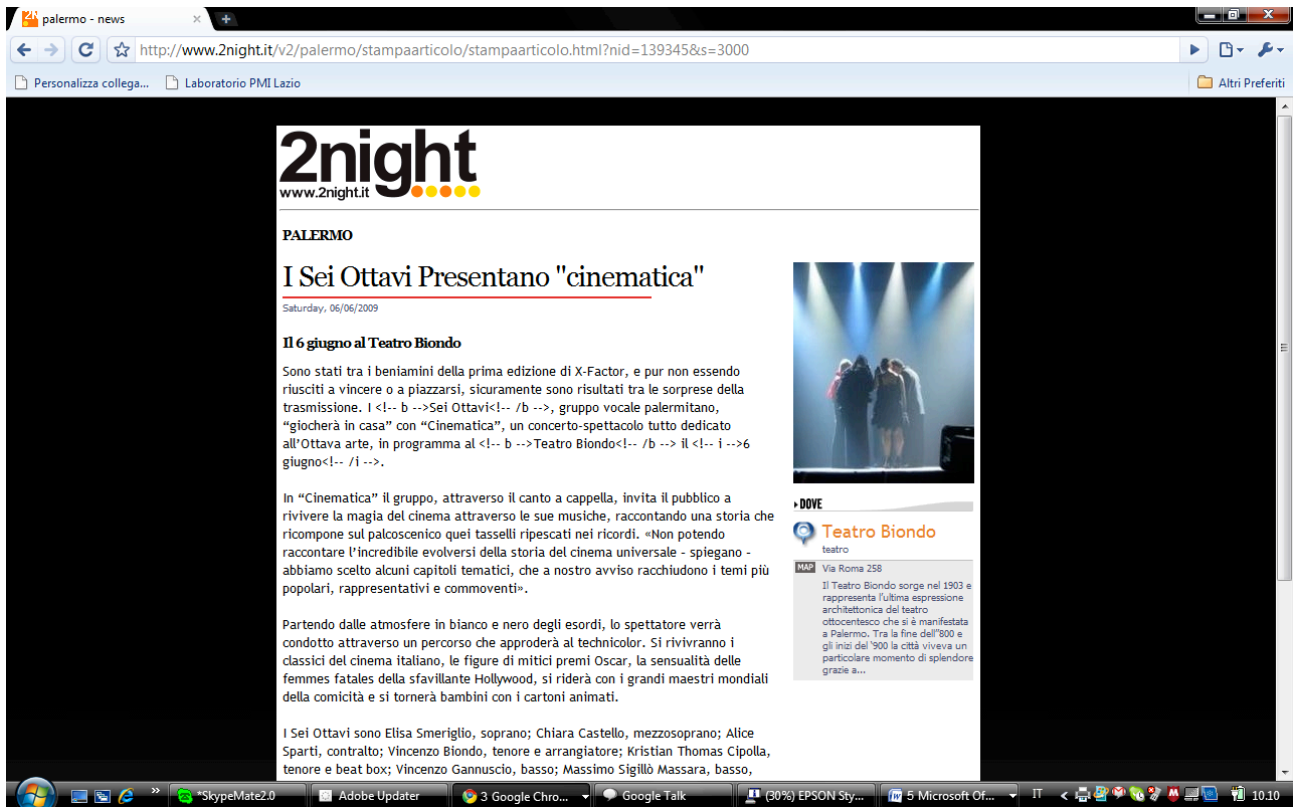 palermo - news
http://www.2night.it/v2/palermo/stampaarticolo/stampaarticolo.html?nid=139345&s=3000
Personalizza collega...
Laboratorio PMI Lazio
Altri Preferiti
2night
www.2night.it
PALERMO
I Sei Ottavi Presentano "cinematica"
Saturday, 06/06/2009
Il 6 giugno al Teatro Biondo
Sono stati tra i beniamini della prima edizione di X-Factor, e pur non essendo
riusciti a vincere o a piazzarsi, sicuramente sono risultati tra le sorprese della
trasmissione. I <!-- b -->Sei Ottavi<!-- /b -->, gruppo vocale palermitano,
“giocherà in casa” con “Cinematica”, un concerto-spettacolo tutto dedicato
all’Ottava arte, in programma al <!-- b -->Teatro Biondo<!-- /b --> il <!-- i -->6
giugno<!-- /i -->.
In “Cinematica” il gruppo, attraverso il canto a cappella, invita il pubblico a
rivivere la magia del cinema attraverso le sue musiche, raccontando una storia che
ricompone sul palcoscenico quei tasselli ripescati nei ricordi. «Non potendo
raccontare l’incredibile evolversi della storia del cinema universale - spiegano -
abbiamo scelto alcuni capitoli tematici, che a nostro avviso racchiudono i temi più
popolari, rappresentativi e commoventi».
Partendo dalle atmosfere in bianco e nero degli esordi, lo spettatore verrà
condotto attraverso un percorso che approderà al technicolor. Si rivivranno i
classici del cinema italiano, le figure di mitici premi Oscar, la sensualità delle
femmes fatales della sfavillante Hollywood, si riderà con i grandi maestri mondiali
della comicità e si tornerà bambini con i cartoni animati.
I Sei Ottavi sono Elisa Smeriglio, soprano; Chiara Castello, mezzosoprano; Alice
Sparti, contralto; Vincenzo Biondo, tenore e arrangiatore; Kristian Thomas Cipolla,
tenore e beat box; Vincenzo Gannuscio, basso; Massimo Sigillò Massara, basso,
DOVE
Teatro Biondo
teatro
MAP Via Roma 258
Il Teatro Biondo sorge nel 1903 e
rappresenta l'ultima espressione
architettonica del teatro
ottocentesco che si è manifestata
a Palermo. Tra la fine dell''800 e
gli inizi del '900 la città viveva un
particolare momento di splendore
grazie a...
*SkypeMate2.0
Adobe Updater
3 Google Chro...
Google Talk
(30%) EPSON Sty...
5 Microsoft Of...
IT
10.10